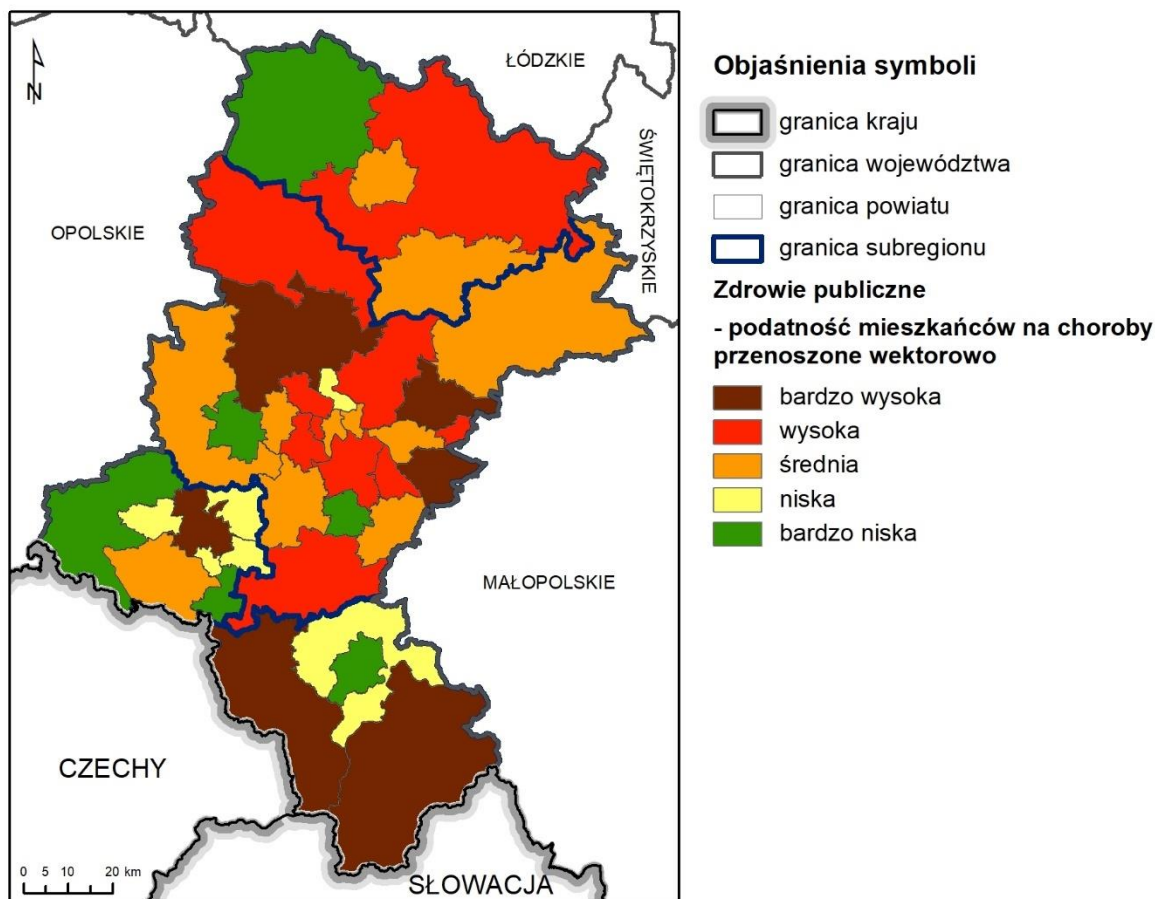 N
ŁÓDZKIE
ŚWIĘTOKRZYSKIE
OPOLSKIE
MAŁOPOLSKIE
CZECHY
SŁOWACJA
0 5 10 20 km
Objaśnienia symboli
granica kraju
granica województwa
granica powiatu
granica subregionu
Zdrowie publiczne
- podatność mieszkańców na choroby
przenoszone wektorowo
bardzo wysoka
wysoka
średnia
niska
bardzo niska